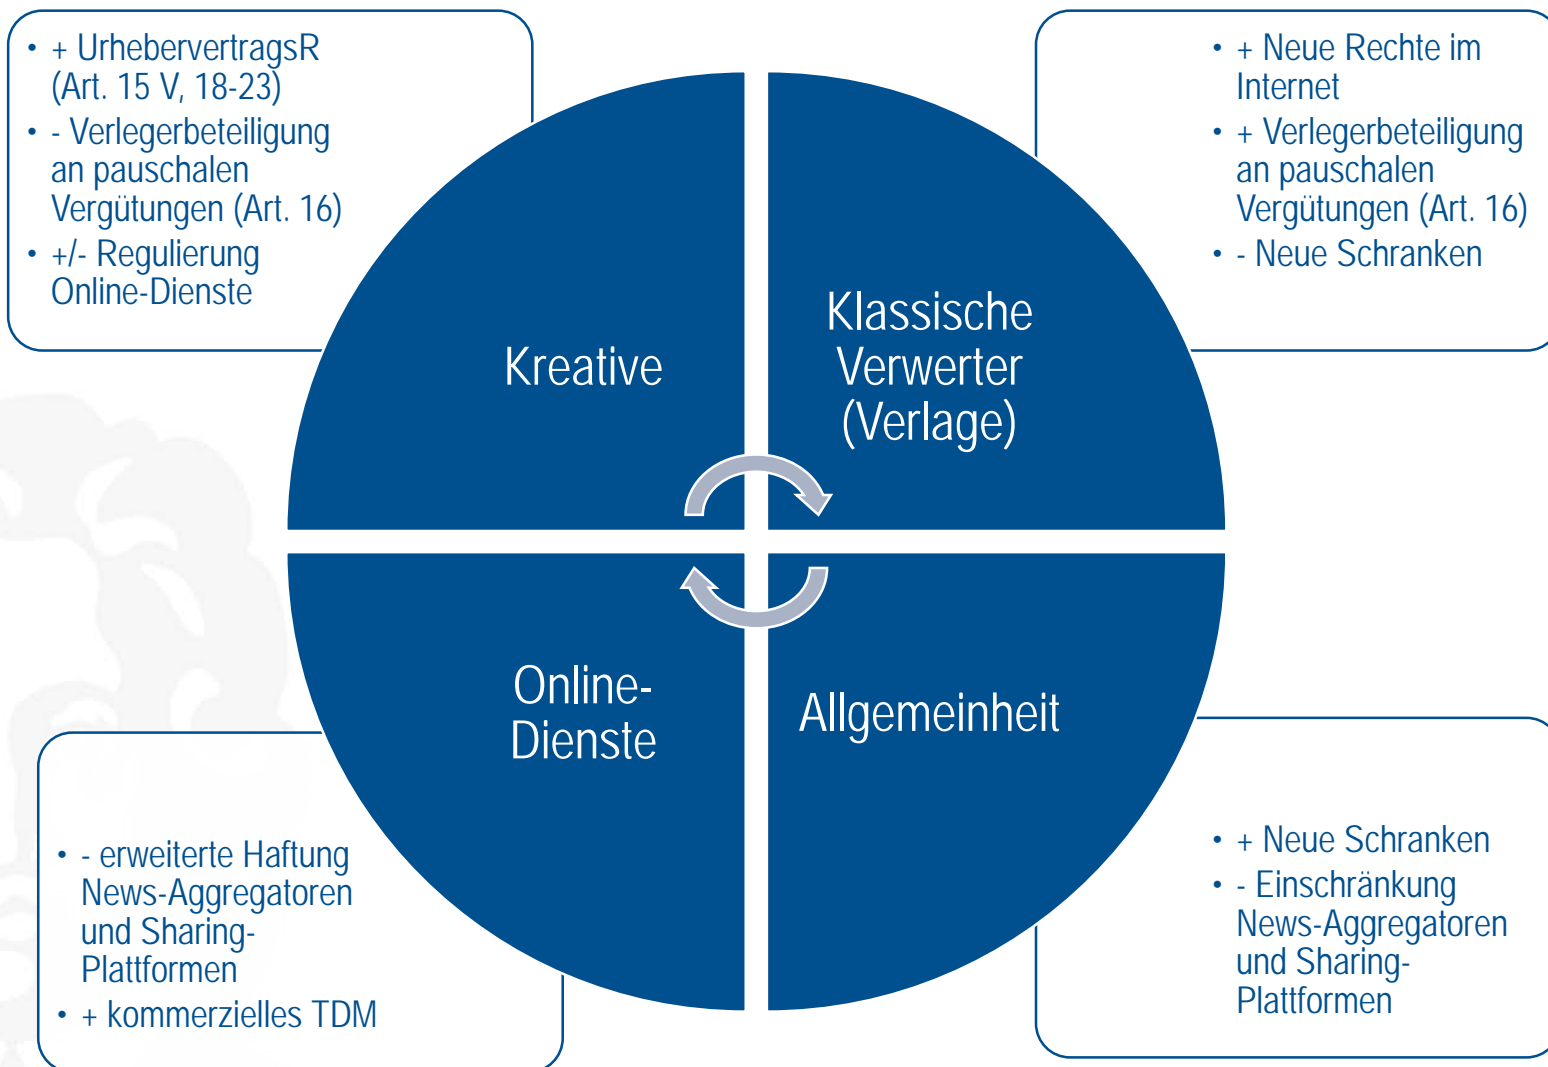 • + UrhebervertragsR
(Art. 15 V, 18-23)
• - Verlegerbeteiligung
an pauschalen
Vergütungen (Art. 16)
• +/- Regulierung
Online-Dienste
• + Neue Rechte im
Internet
• + Verlegerbeteiligung
an pauschalen
Vergütungen (Art. 16)
• - Neue Schranken
Kreative
Klassische
Verwerter
(Verlage)
Online-
Dienste
Allgemeinheit
• - erweiterte Haftung
News-Aggregatoren
und Sharing-
Plattformen
• + kommerzielles TDM
• + Neue Schranken
• - Einschränkung
News-Aggregatoren
und Sharing-
Plattformen